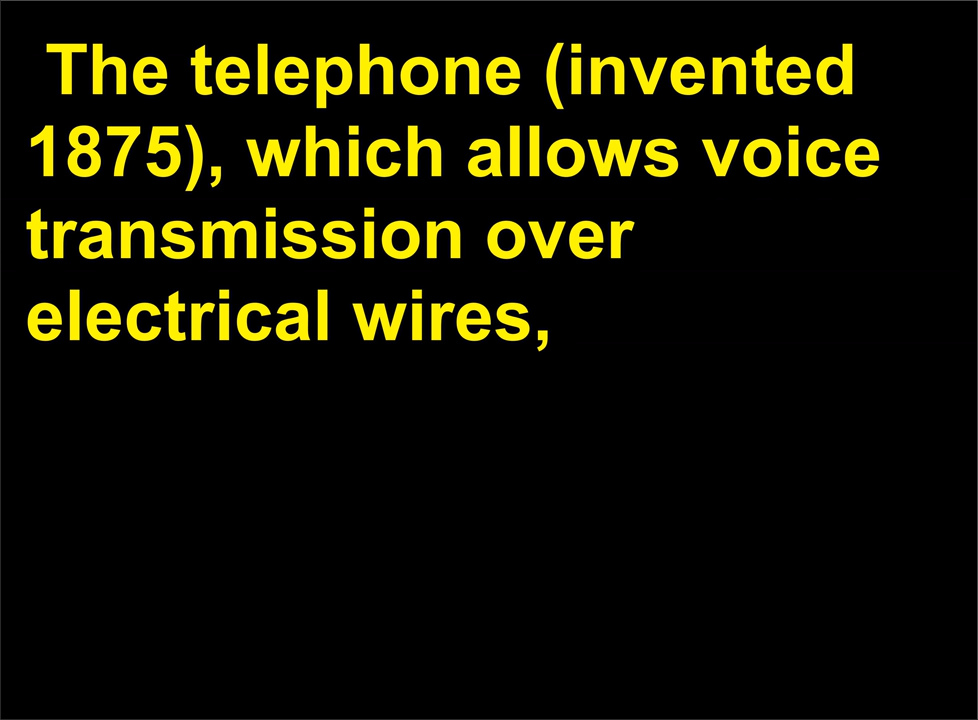 The telephone (invented
1875), which allows voice
transmission over
electrical wires,